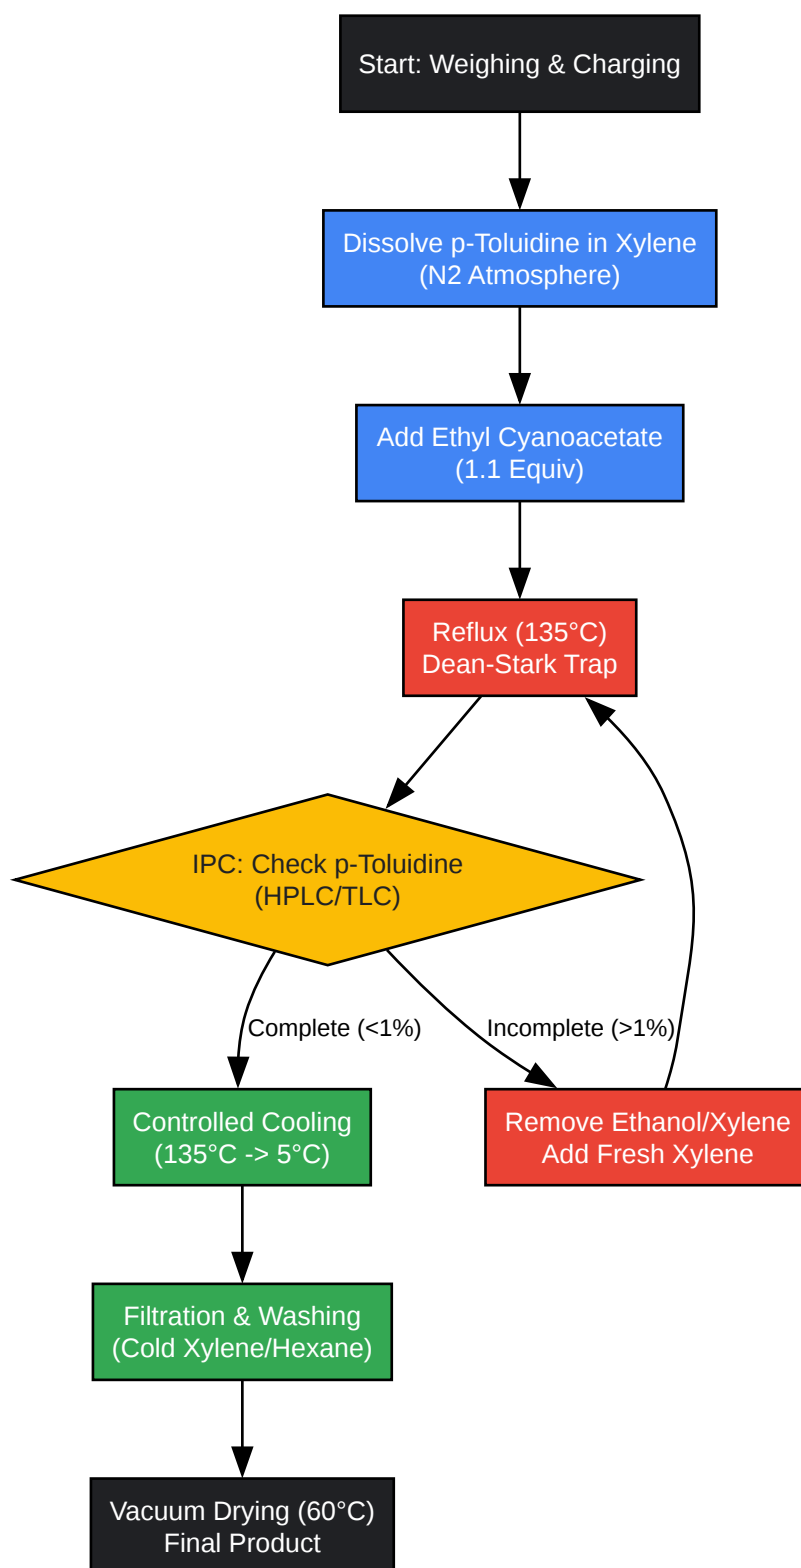 Start: Weighing & Charging
Dissolve p-Toluidine in Xylene
(N2 Atmosphere)
Add Ethyl Cyanoacetate
(1.1 Equiv)
Reflux (135°C)
Dean-Stark Trap
IPC: Check p-Toluidine
(HPLC/TLC)
Complete (<1%)
Incomplete (>1%)
Controlled Cooling
(135°C -> 5°C)
Remove Ethanol/Xylene
Add Fresh Xylene
Filtration & Washing
(Cold Xylene/Hexane)
Vacuum Drying (60°C)
Final Product